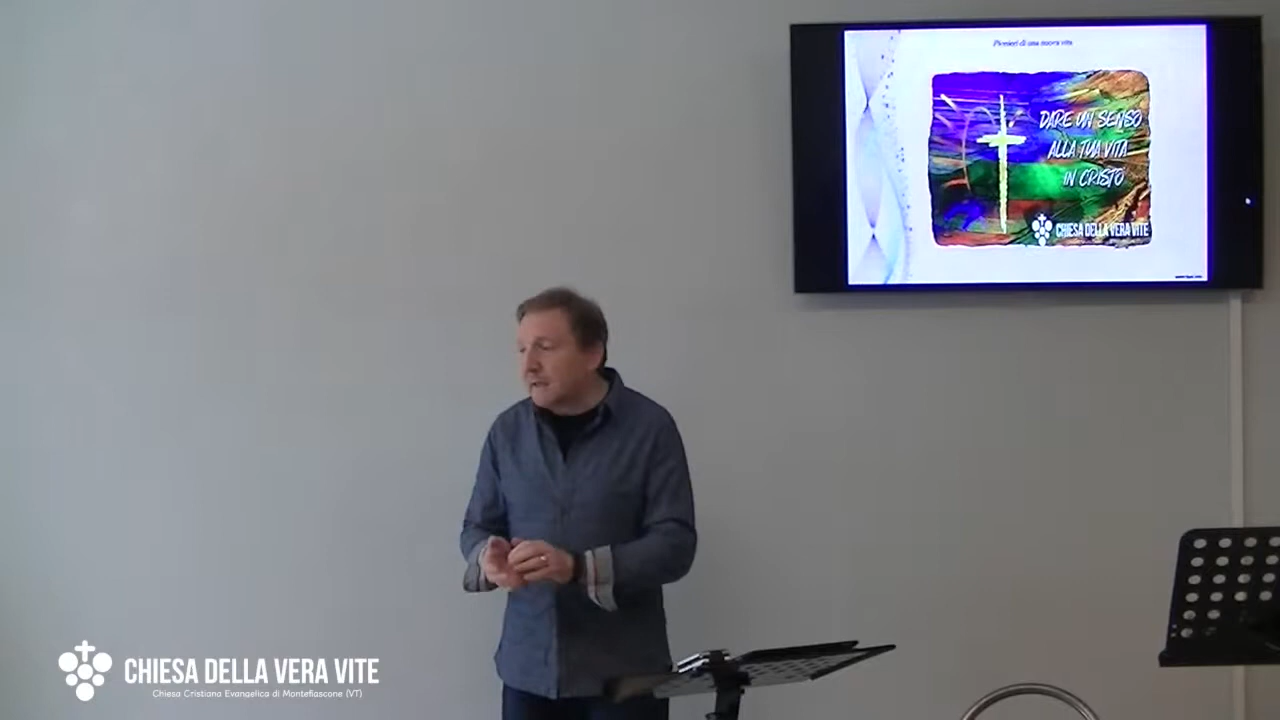 Pionieri di una nuova vita
DARE UN SENSO
ALLA TUA VITA
IN CRISTO
CHIESA DELLA VERA VITE
CHIESA DELLA VERA VITE
Chiesa Cristiana Evangelica di Montefiascone (VT)